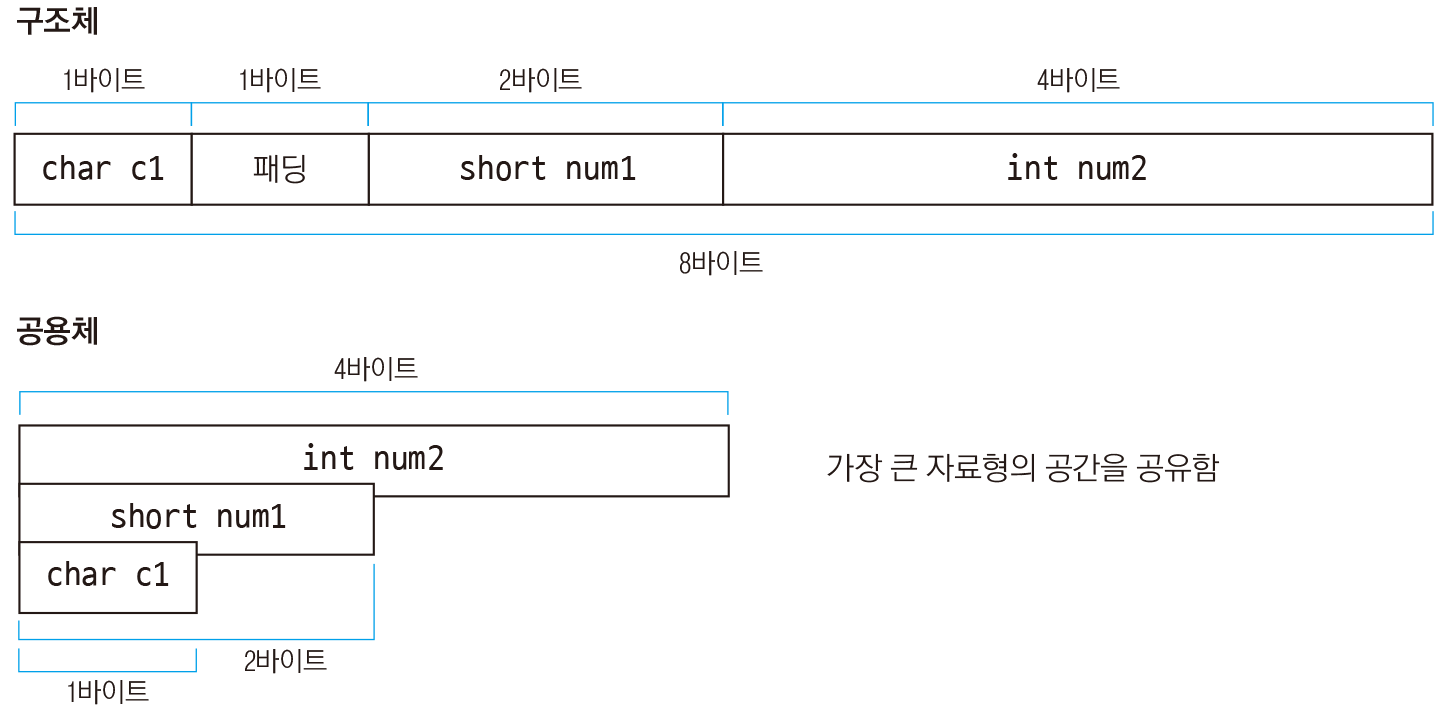 구조체
1바이트 1바이트 2바이트 4바이트
char c1 패딩 short num1 int num2
8바이트
공용체
4바이트
int num2
가장 큰 자료형의 공간을 공유함
short num1
char c1
2바이트
1바이트